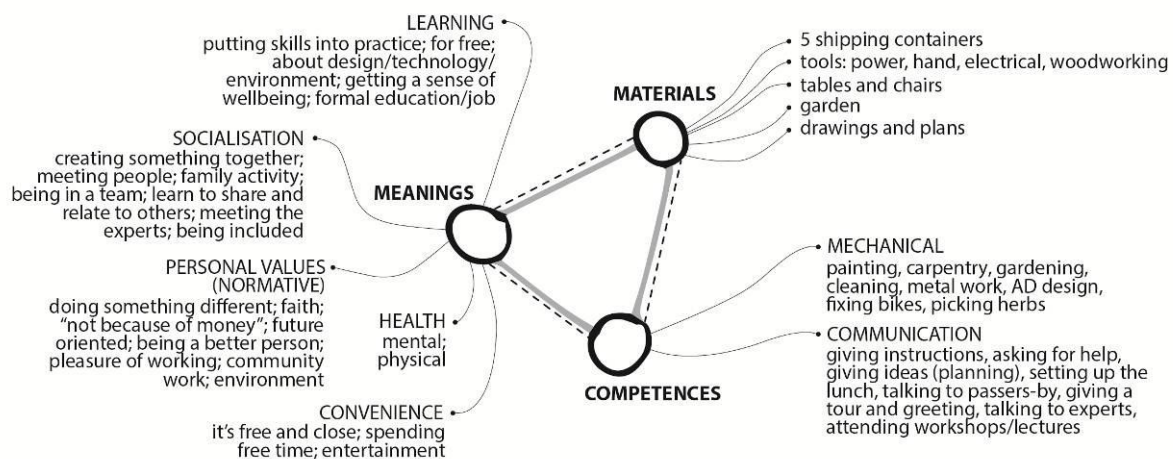 LEARNING
putting skills into practice; for free;
about design/technology/
environment; getting a sense of
wellbeing; formal education/job
SOCIALISATION
creating something together;
meeting people; family activity;
being in a team; learn to share and
relate to others; meeting the
experts; being included
PERSONAL VALUES
(NORMATIVE)
doing something different; faith;
“not because of money”; future
oriented; being a better person;
pleasure of working; community
work; environment
HEALTH
mental;
physical
CONVENIENCE
it's free and close; spending
free time; entertainment
MEANINGS
MATERIALS
5 shipping containers
tools: power, hand, electrical, woodworking
tables and chairs
garden
drawings and plans
COMPETENCES
MECHANICAL
painting, carpentry, gardening,
cleaning, metal work, AD design,
fixing bikes, picking herbs
COMMUNICATION
giving instructions, asking for help,
giving ideas (planning), setting up the
lunch, talking to passers-by, giving a
tour and greeting, talking to experts,
attending workshops/lectures